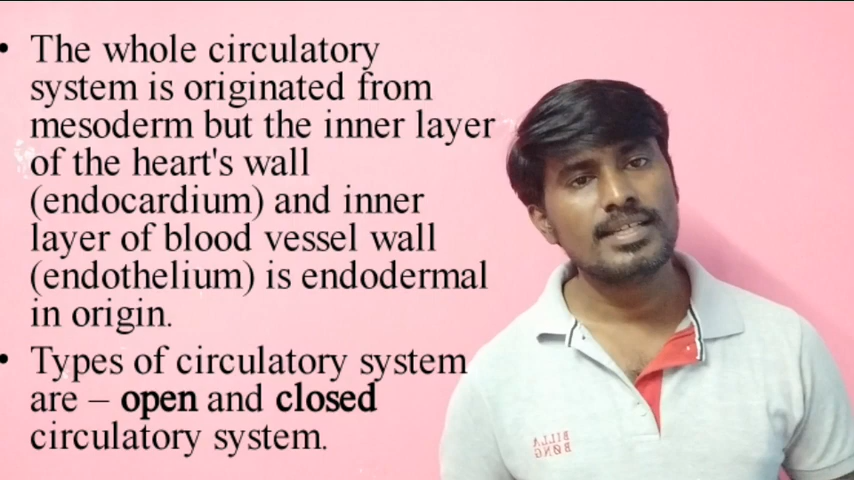 • The whole circulatory
system is originated from
mesoderm but the inner layer
of the heart's wall
(endocardium) and inner
layer of blood vessel wall
(endothelium) is endodermal
in origin.
• Types of circulatory system
are – open and closed
circulatory system.
BILLA
BØNG